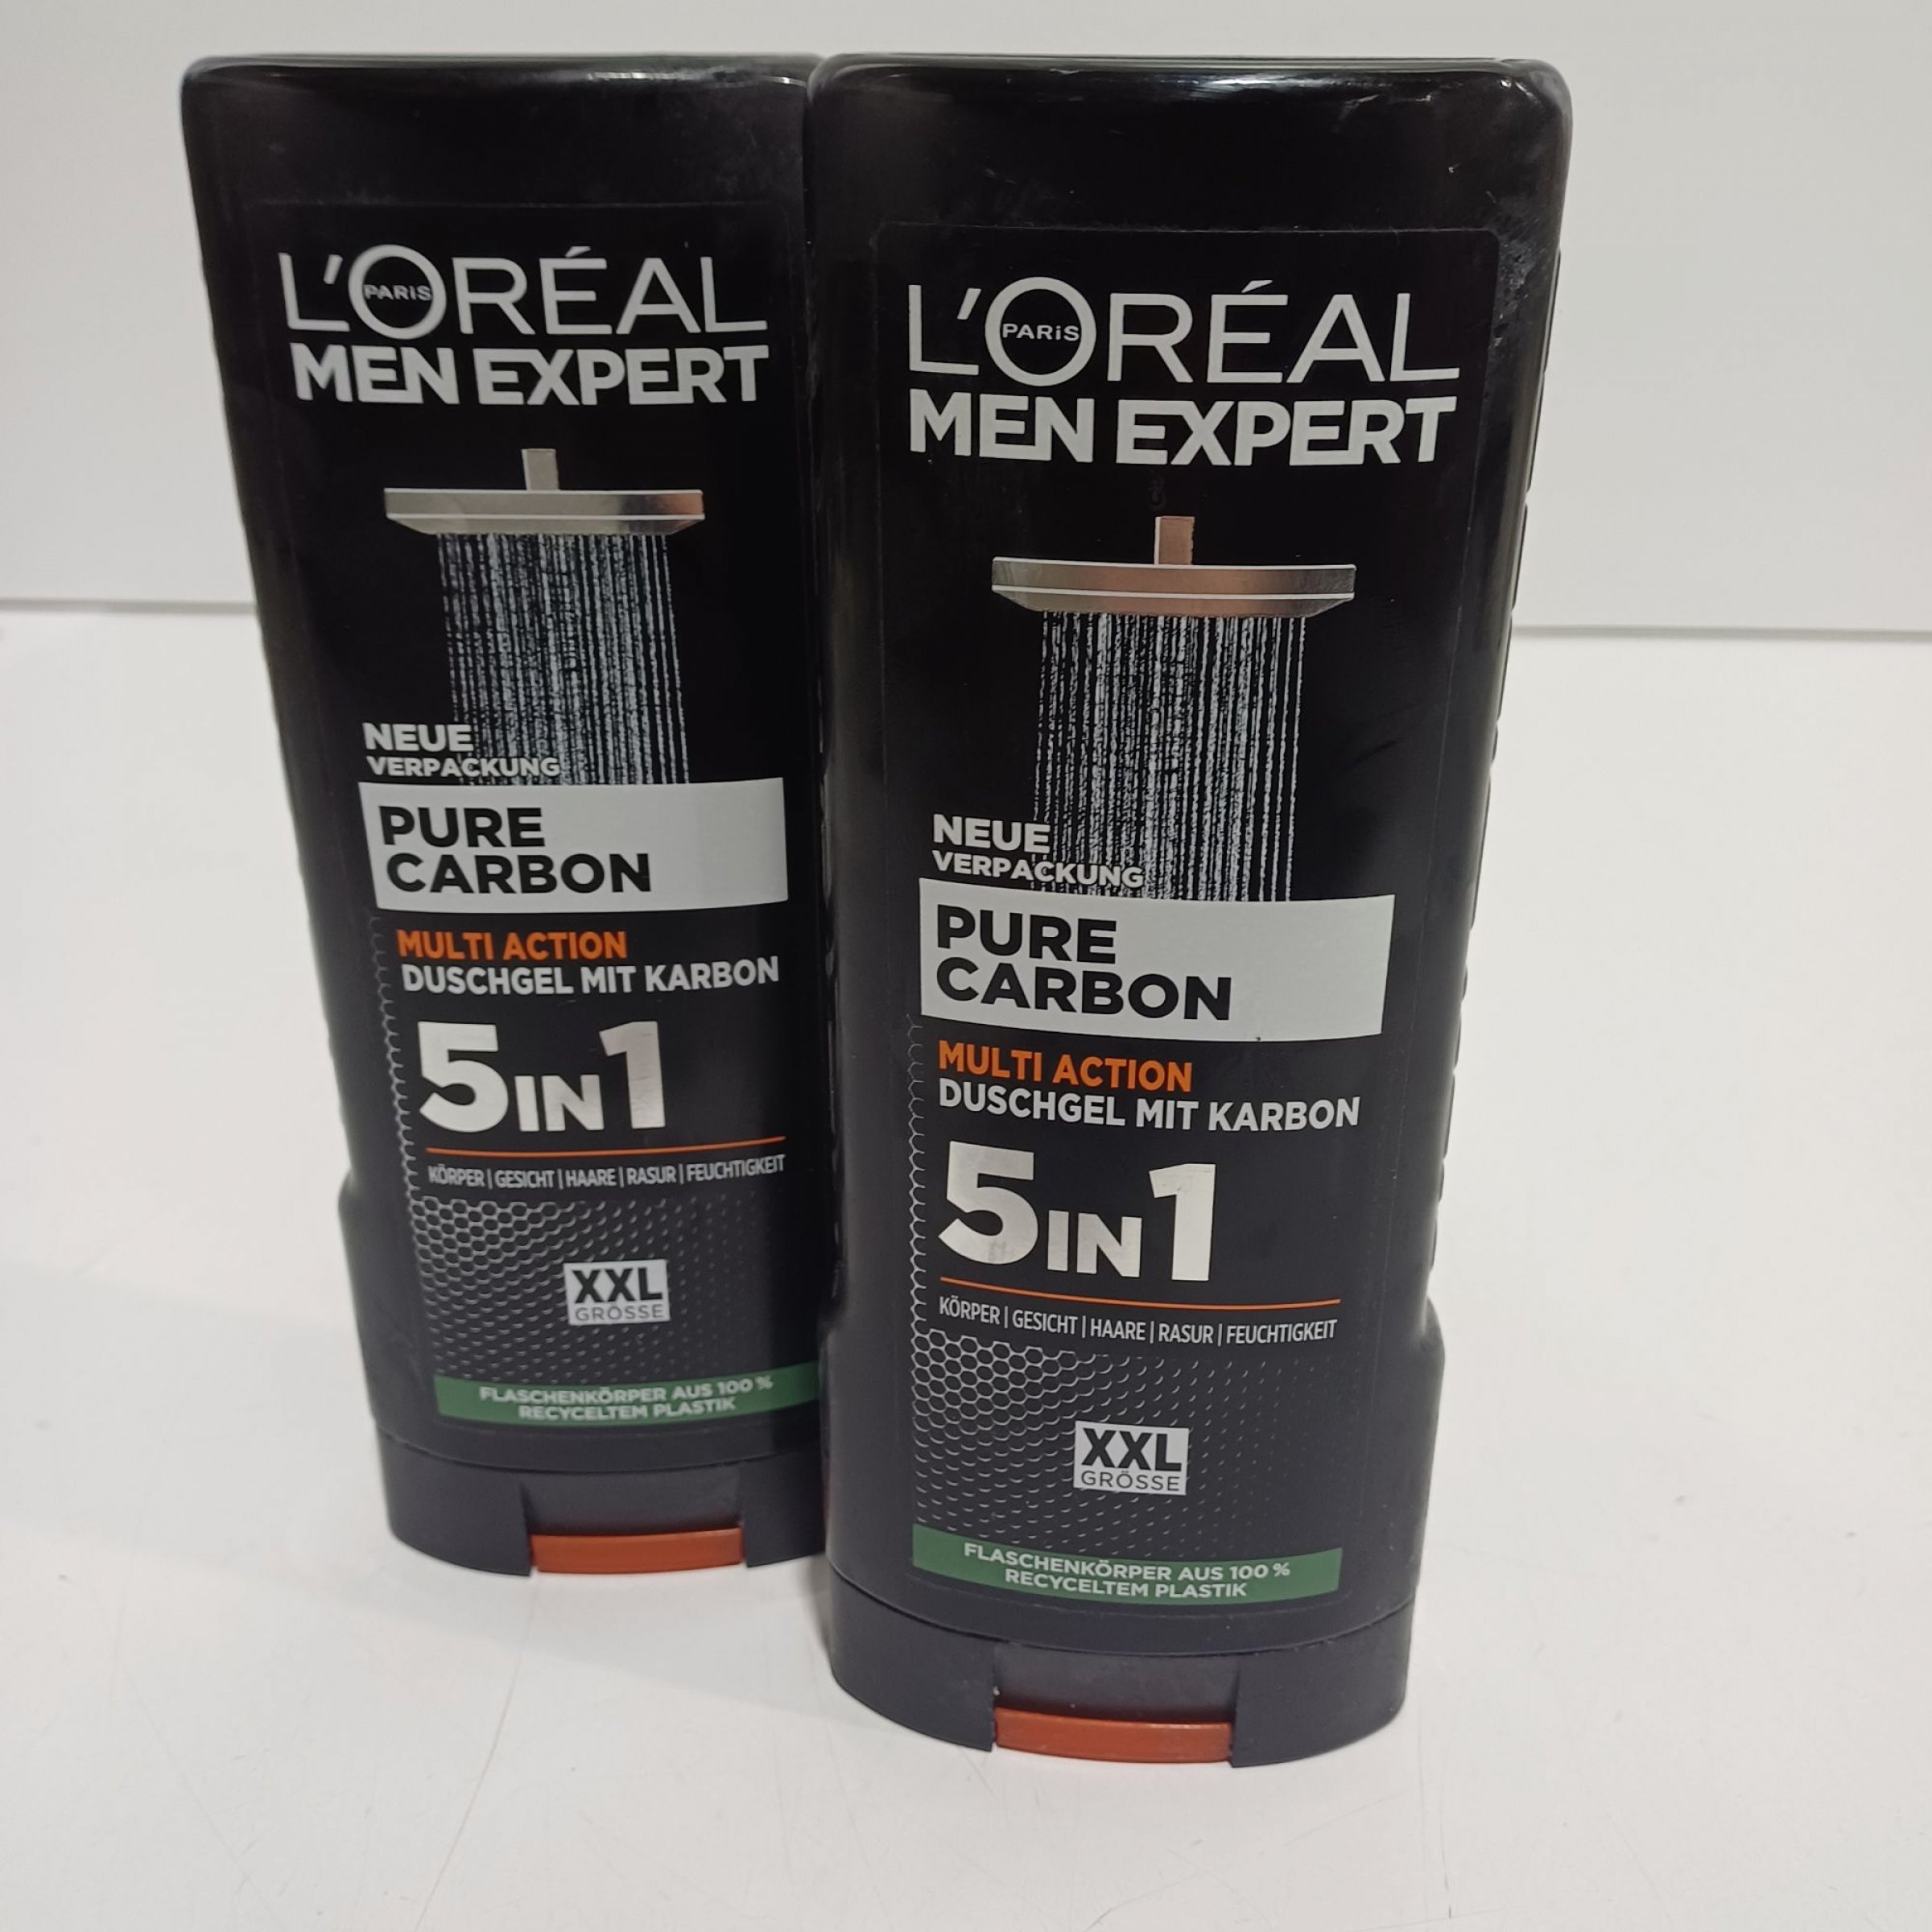 L'ORÉAL
PARIS
MEN EXPERT
NEUE
VERPACKUNG
PURE
CARBON
MULTI ACTION
DUSCHGEL MIT KARBON
5IN1
KÖRPER | GESICHT | HAARE | RASUR | FEUCHTIGKEIT
XXL
GRÖSSE
FLASCHENKÖRPER AUS 100 %
RECYCELTEM PLASTIK
L'ORÉAL
PARIS
MEN EXPERT
NEUE
VERPACKUNG
PURE
CARBON
MULTI ACTION
DUSCHGEL MIT KARBON
5IN1
KÖRPER | GESICHT | HAARE | RASUR | FEUCHTIGKEIT
XXL
GRÖSSE
FLASCHENKÖRPER AUS 100 %
RECYCELTEM PLASTIK